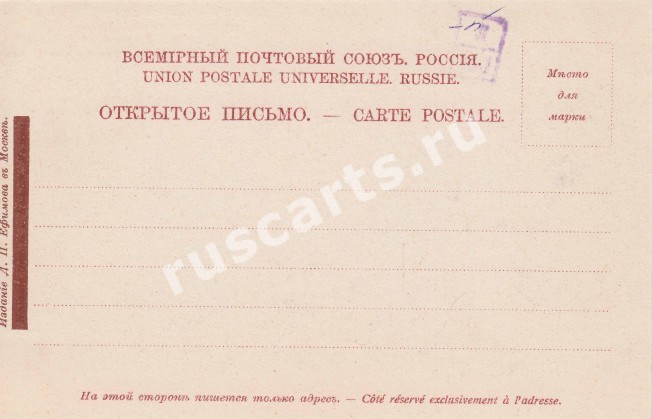 ВСЕМІРНЫЙ ПОЧТОВЫЙ СОЮЗЪ. РОССІЯ.
UNION POSTALE UNIVERSELLE. RUSSIE.
ОТКРЫТОЕ ПИСЬМО. — CARTE POSTALE.
Мѣсто
для
марки
Изданіе Д. П. Ефимова въ Москвѣ.
ruscarts.ru
На этой сторонѣ пишется только адресъ. — Côté réservé exclusivement à l'adresse.